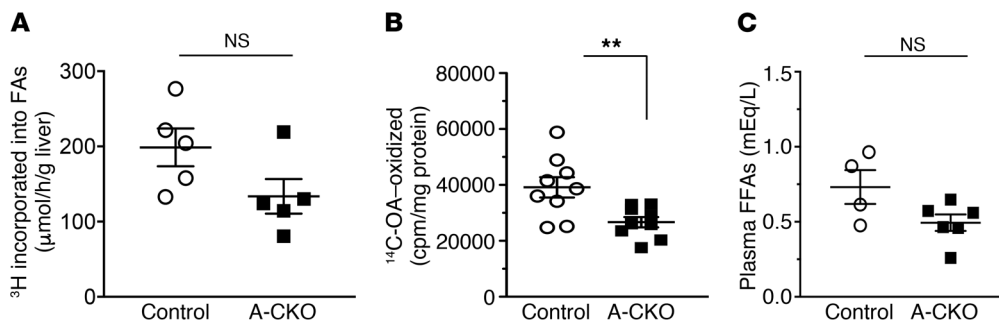 A
NS
³H incorporated into FAs
(μmol/h/g liver)
300
200
100
0
Control
A-CKO
B
**
¹⁴C-OA–oxidized
(cpm/mg protein)
80000
60000
40000
20000
0
Control
A-CKO
C
NS
Plasma FFAs (mEq/L)
1.5
1.0
0.5
0.0
Control
A-CKO